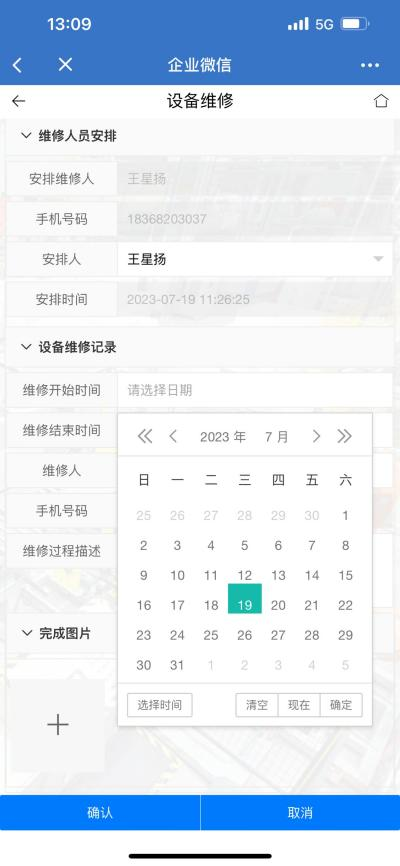 13:09
5G
企业微信
设备维修
维修人员安排
安排维修人 王星扬
手机号码 18368203037
安排人 王星扬
安排时间 2023-07-19 11:26:25
设备维修记录
维修开始时间 请选择日期
维修结束时间
维修人
手机号码
维修过程描述
2023 年 7 月
日 一 二 三 四 五 六
25 26 27 28 29 30 1
2 3 4 5 6 7 8
9 10 11 12 13 14 15
16 17 18 19 20 21 22
23 24 25 26 27 28 29
30 31 1 2 3 4 5
选择时间 清空 现在 确定
完成图片
确认 取消